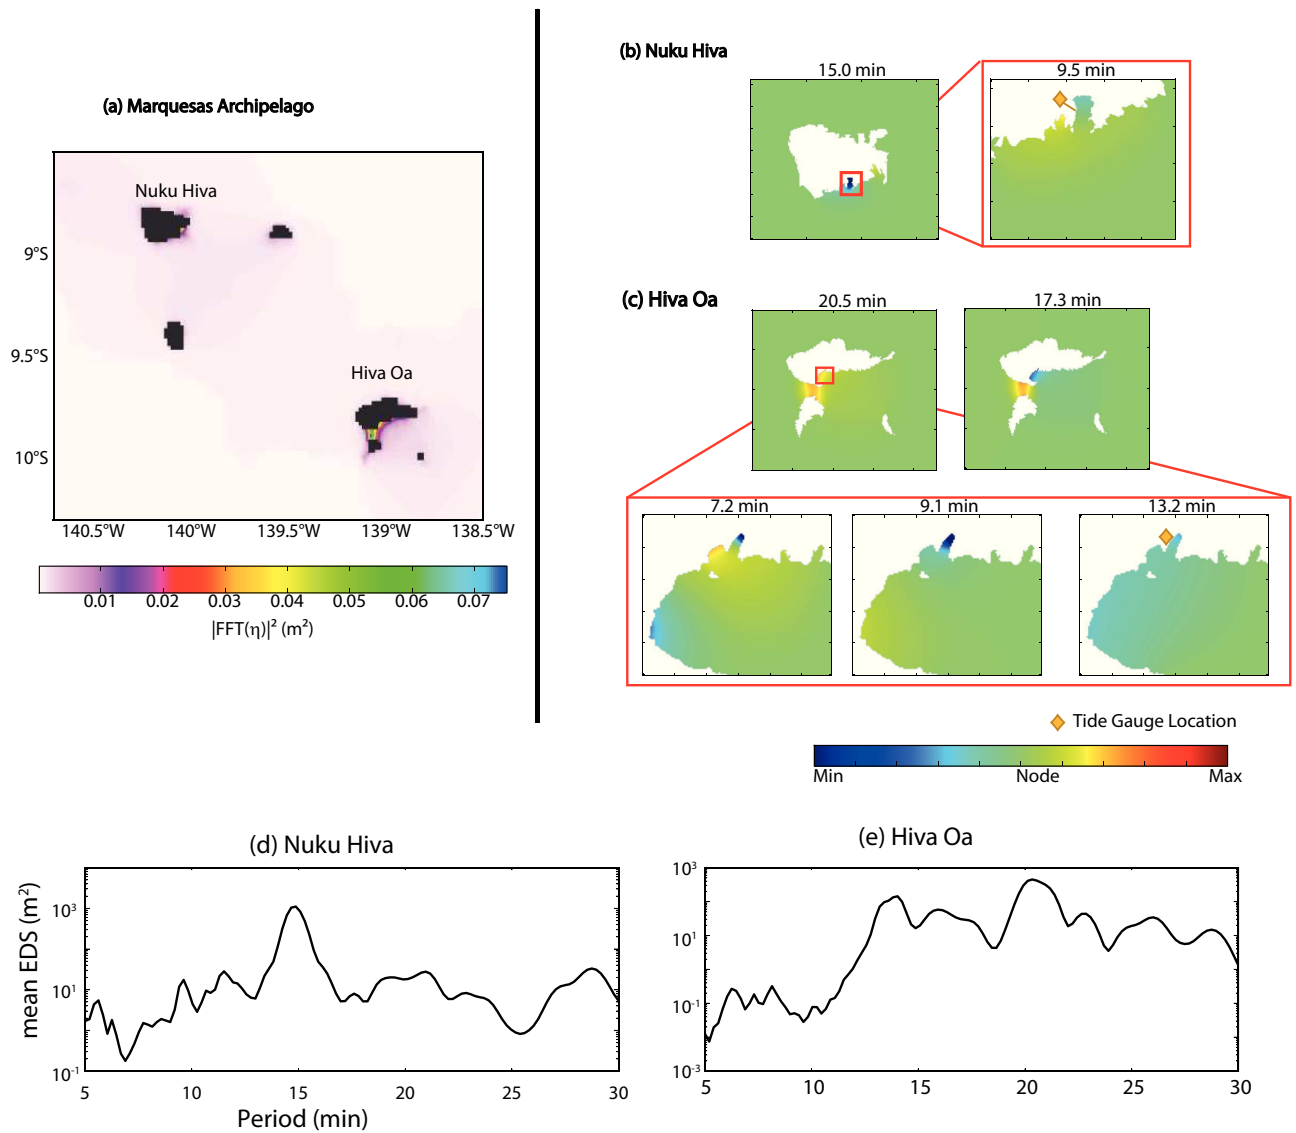 (a) Marquesas Archipelago
Nuku Hiva
Hiva Oa
9°S
9.5°S
10°S
140.5°W 140°W 139.5°W 139°W 138.5°W
0.01 0.02 0.03 0.04 0.05 0.06 0.07
|FFT(η)|² (m²)
(b) Nuku Hiva
15.0 min 9.5 min
(c) Hiva Oa
20.5 min 17.3 min
7.2 min 9.1 min 13.2 min
Tide Gauge Location
Min Node Max
(d) Nuku Hiva
mean EDS (m²)
10³
10¹
10⁻¹
5 10 15 20 25 30
Period (min)
(e) Hiva Oa
10³
10¹
10⁻¹
10⁻³
5 10 15 20 25 30